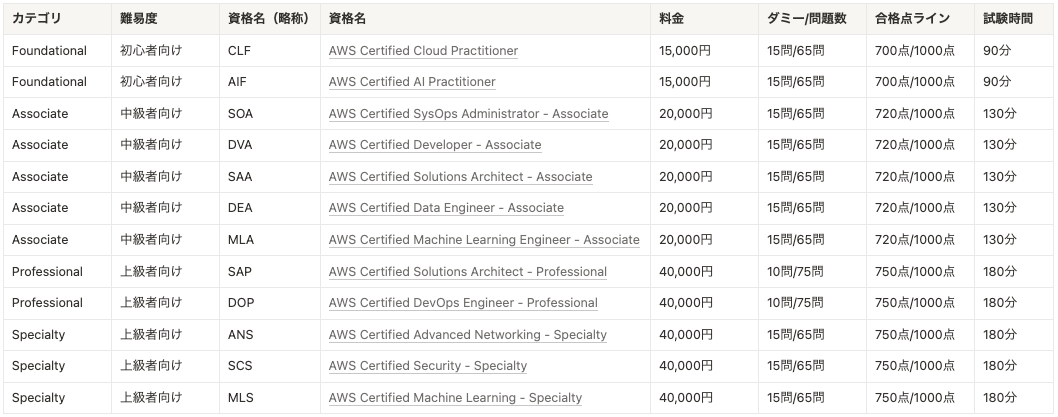 カテゴリ 難易度 資格名（略称） 資格名 料金 ダミー/問題数 合格点ライン 試験時間
Foundational 初心者向け CLF AWS Certified Cloud Practitioner 15,000円 15問/65問 700点/1000点 90分
Foundational 初心者向け AIF AWS Certified AI Practitioner 15,000円 15問/65問 700点/1000点 90分
Associate 中級者向け SOA AWS Certified SysOps Administrator - Associate 20,000円 15問/65問 720点/1000点 130分
Associate 中級者向け DVA AWS Certified Developer - Associate 20,000円 15問/65問 720点/1000点 130分
Associate 中級者向け SAA AWS Certified Solutions Architect - Associate 20,000円 15問/65問 720点/1000点 130分
Associate 中級者向け DEA AWS Certified Data Engineer - Associate 20,000円 15問/65問 720点/1000点 130分
Associate 中級者向け MLA AWS Certified Machine Learning Engineer - Associate 20,000円 15問/65問 720点/1000点 130分
Professional 上級者向け SAP AWS Certified Solutions Architect - Professional 40,000円 10問/75問 750点/1000点 180分
Professional 上級者向け DOP AWS Certified DevOps Engineer - Professional 40,000円 10問/75問 750点/1000点 180分
Specialty 上級者向け ANS AWS Certified Advanced Networking - Specialty 40,000円 15問/65問 750点/1000点 180分
Specialty 上級者向け SCS AWS Certified Security - Specialty 40,000円 15問/65問 750点/1000点 180分
Specialty 上級者向け MLS AWS Certified Machine Learning - Specialty 40,000円 15問/65問 750点/1000点 180分